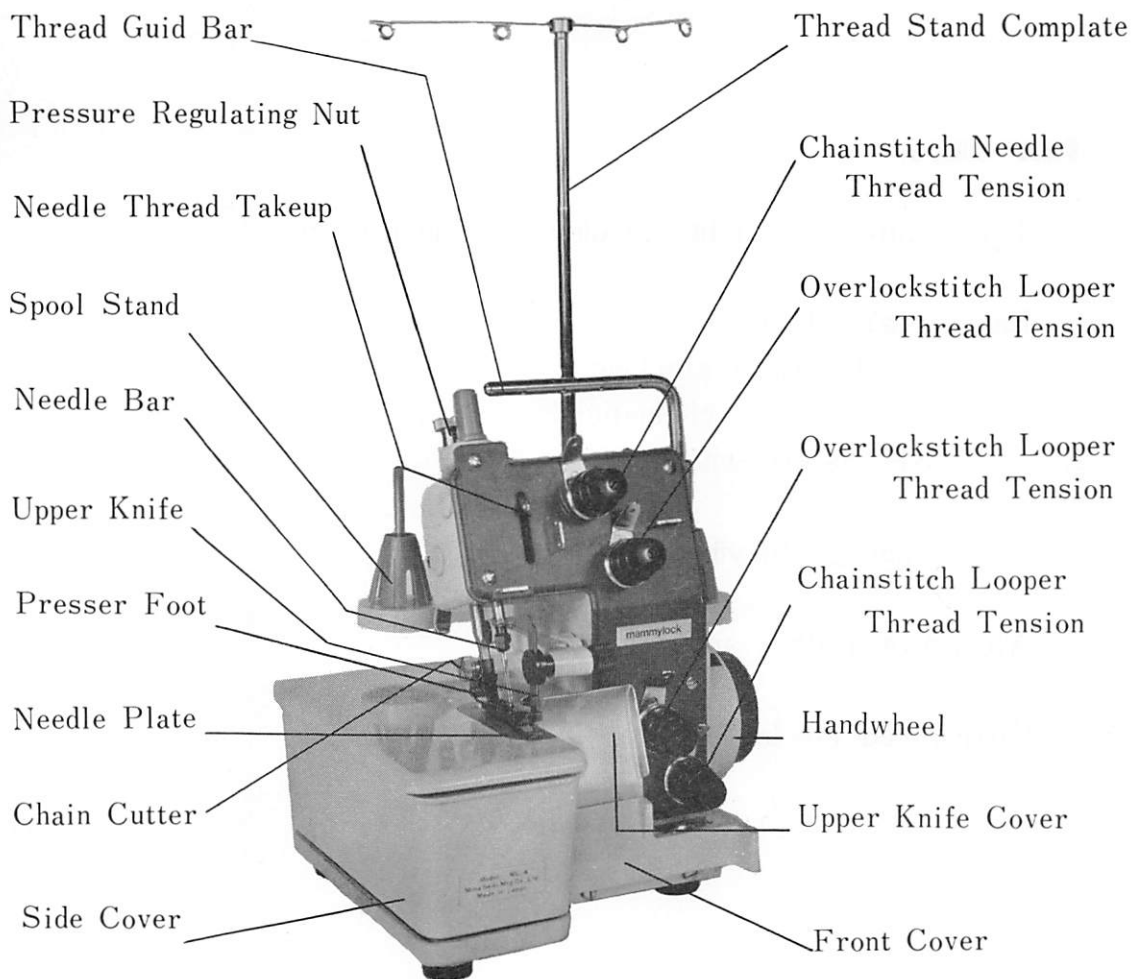 Thread Guid Bar
Pressure Regulating Nut
Needle Thread Takeup
Spool Stand
Needle Bar
Upper Knife
Presser Foot
Needle Plate
Chain Cutter
Side Cover
Thread Stand Complate
Chainstitch Needle
Thread Tension
Overlockstitch Looper
Thread Tension
Overlockstitch Looper
Thread Tension
Chainstitch Looper
Thread Tension
Handwheel
Upper Knife Cover
Front Cover
mammylock